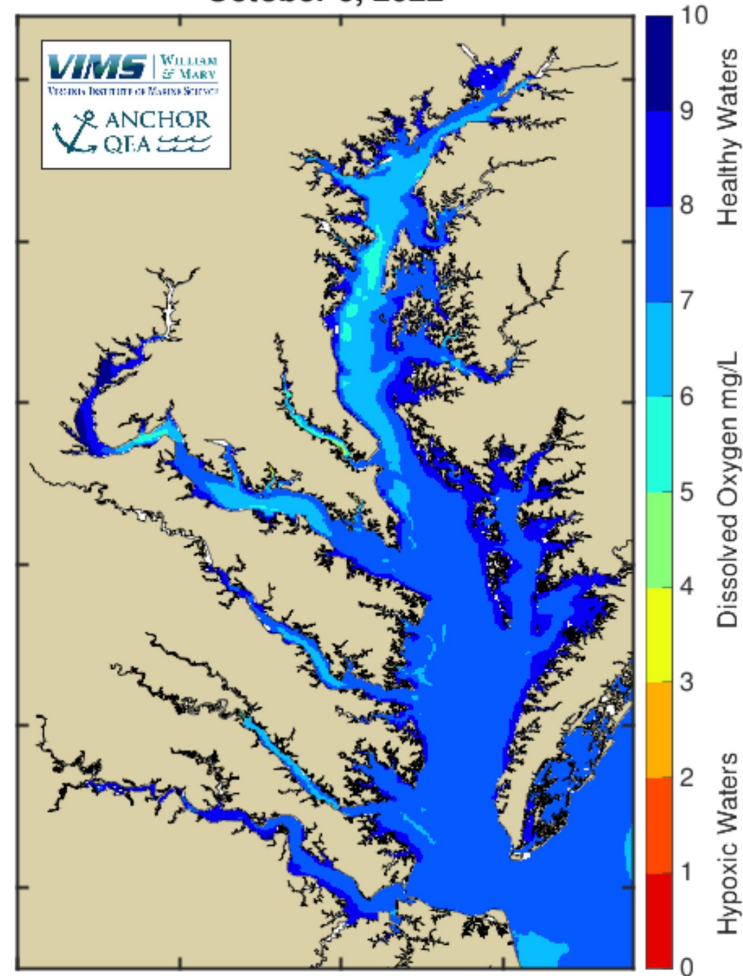 VIMS
WILLIAM
& MARY
VIRGINIA INSTITUTE OF MARINE SCIENCE
ANCHOR
QEA
10
9
8
7
6
5
4
3
2
1
0
Healthy Waters
Dissolved Oxygen mg/L
Hypoxic Waters